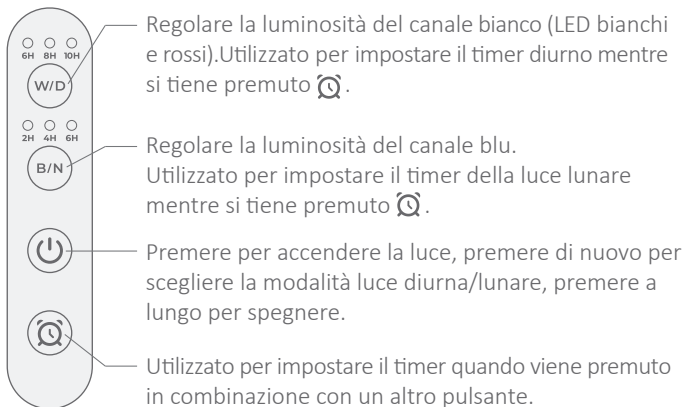 Regolare la luminosità del canale bianco (LED bianchi
e rossi).Utilizzato per impostare il timer diurno mentre
si tiene premuto .
6H 8H 10H
W/D
2H 4H 6H
B/N
Regolare la luminosità del canale blu.
Utilizzato per impostare il timer della luce lunare
mentre si tiene premuto .
Premere per accendere la luce, premere di nuovo per
scegliere la modalità luce diurna/lunare, premere a
lungo per spegnere.
Utilizzato per impostare il timer quando viene premuto
in combinazione con un altro pulsante.